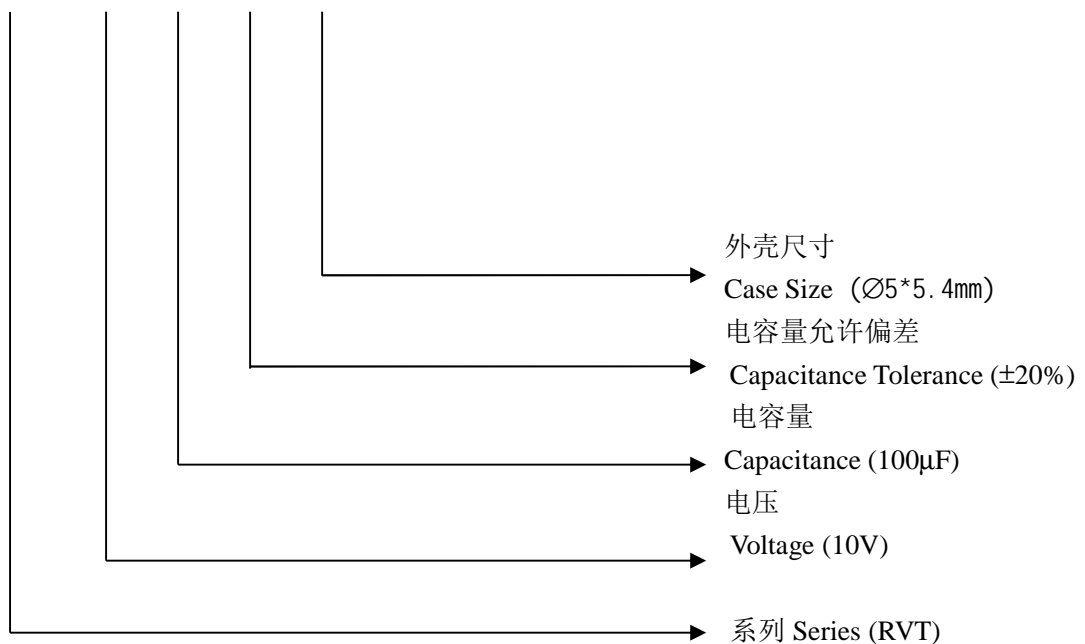 外壳尺寸
Case Size (∅5*5.4mm)
电容量允许偏差
Capacitance Tolerance (±20%)
电容量
Capacitance (100μF)
电压
Voltage (10V)
系列 Series (RVT)